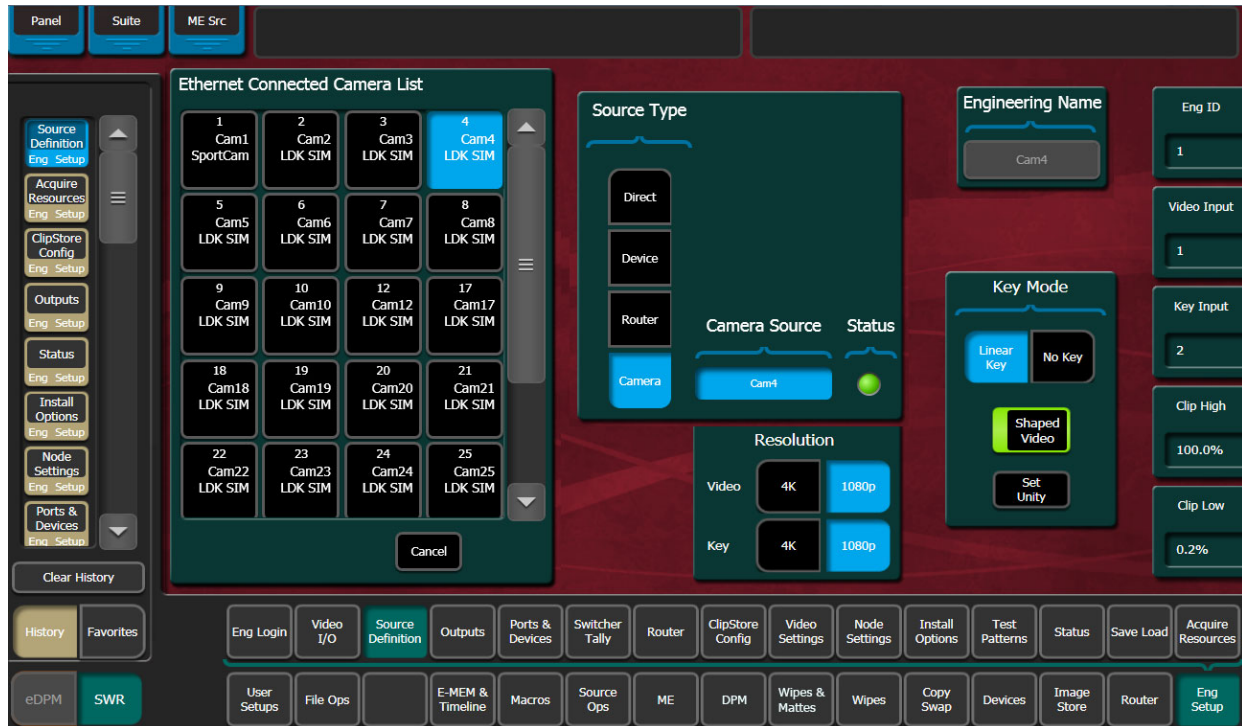 Panel
Suite
ME Src
Source
Definition
Eng Setup
Acquire
Resources
Eng Setup
ClipStore
Config
Eng Setup
Outputs
Eng Setup
Status
Eng Setup
Install
Options
Eng Setup
Node
Settings
Eng Setup
Ports &
Devices
Eng Setup
Clear History
History
Favorites
eDPM
SWR
Ethernet Connected Camera List
1
Cam1
SportCam
2
Cam2
LDK SIM
3
Cam3
LDK SIM
4
Cam4
LDK SIM
5
Cam5
LDK SIM
6
Cam6
LDK SIM
7
Cam7
LDK SIM
8
Cam8
LDK SIM
9
Cam9
LDK SIM
10
Cam10
LDK SIM
12
Cam12
LDK SIM
17
Cam17
LDK SIM
18
Cam18
LDK SIM
19
Cam19
LDK SIM
20
Cam20
LDK SIM
21
Cam21
LDK SIM
22
Cam22
LDK SIM
23
Cam23
LDK SIM
24
Cam24
LDK SIM
25
Cam25
LDK SIM
Cancel
Source Type
Direct
Device
Router
Camera
Camera Source
Cam4
Status
Resolution
Video
4K
1080p
Key
4K
1080p
Engineering Name
Cam4
Key Mode
Linear
Key
No Key
Shaped
Video
Set
Unity
Eng ID
1
Video Input
1
Key Input
2
Clip High
100.0%
Clip Low
0.2%
Eng Login
Video
I/O
Source
Definition
Outputs
Ports &
Devices
Switcher
Tally
Router
ClipStore
Config
Video
Settings
Node
Settings
Install
Options
Test
Patterns
Status
Save Load
Acquire
Resources
User
Setups
File Ops
E-MEM &
Timeline
Macros
Source
Ops
ME
DPM
Wipes &
Mattes
Wipes
Copy
Swap
Devices
Image
Store
Router
Eng
Setup